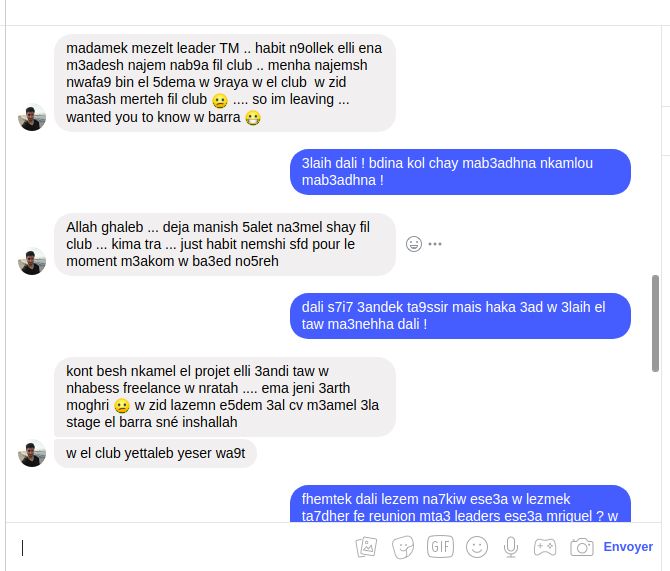 madamek mezelt leader TM .. habit n9ollek elli ena
m3adesh najem nab9a fil club .. menha najemsh
nwafa9 bin el 5dema w 9raya w el club  w zid
ma3ash merteh fil club 😐 .... so im leaving ...
wanted you to know w barra 😷
3laih dali ! bdina kol chay mab3adhna nkamlou
mab3adhna !
Allah ghaleb ... deja manish 5alet na3mel shay fil
club ... kima tra ... just habit nemshi sfd pour le
moment m3akom w ba3ed no5reh
dali s7i7 3andek ta9ssir mais haka 3ad w 3laih el
taw ma3nehha dali !
kont besh nkamel el projet elli 3andi taw w
nhabess freelance w nratah .... ema jeni 3arth
moghri 😐 w zid lazemn e5dem 3al cv m3amel 3la
stage el barra sné inshallah
w el club yettaleb yeser wa9t
fhemtek dali lezem na7kiw ese3a w lezmek
ta7dher fe reunion mta3 leaders ese3a mriguel ? w
GIF
Envoyer